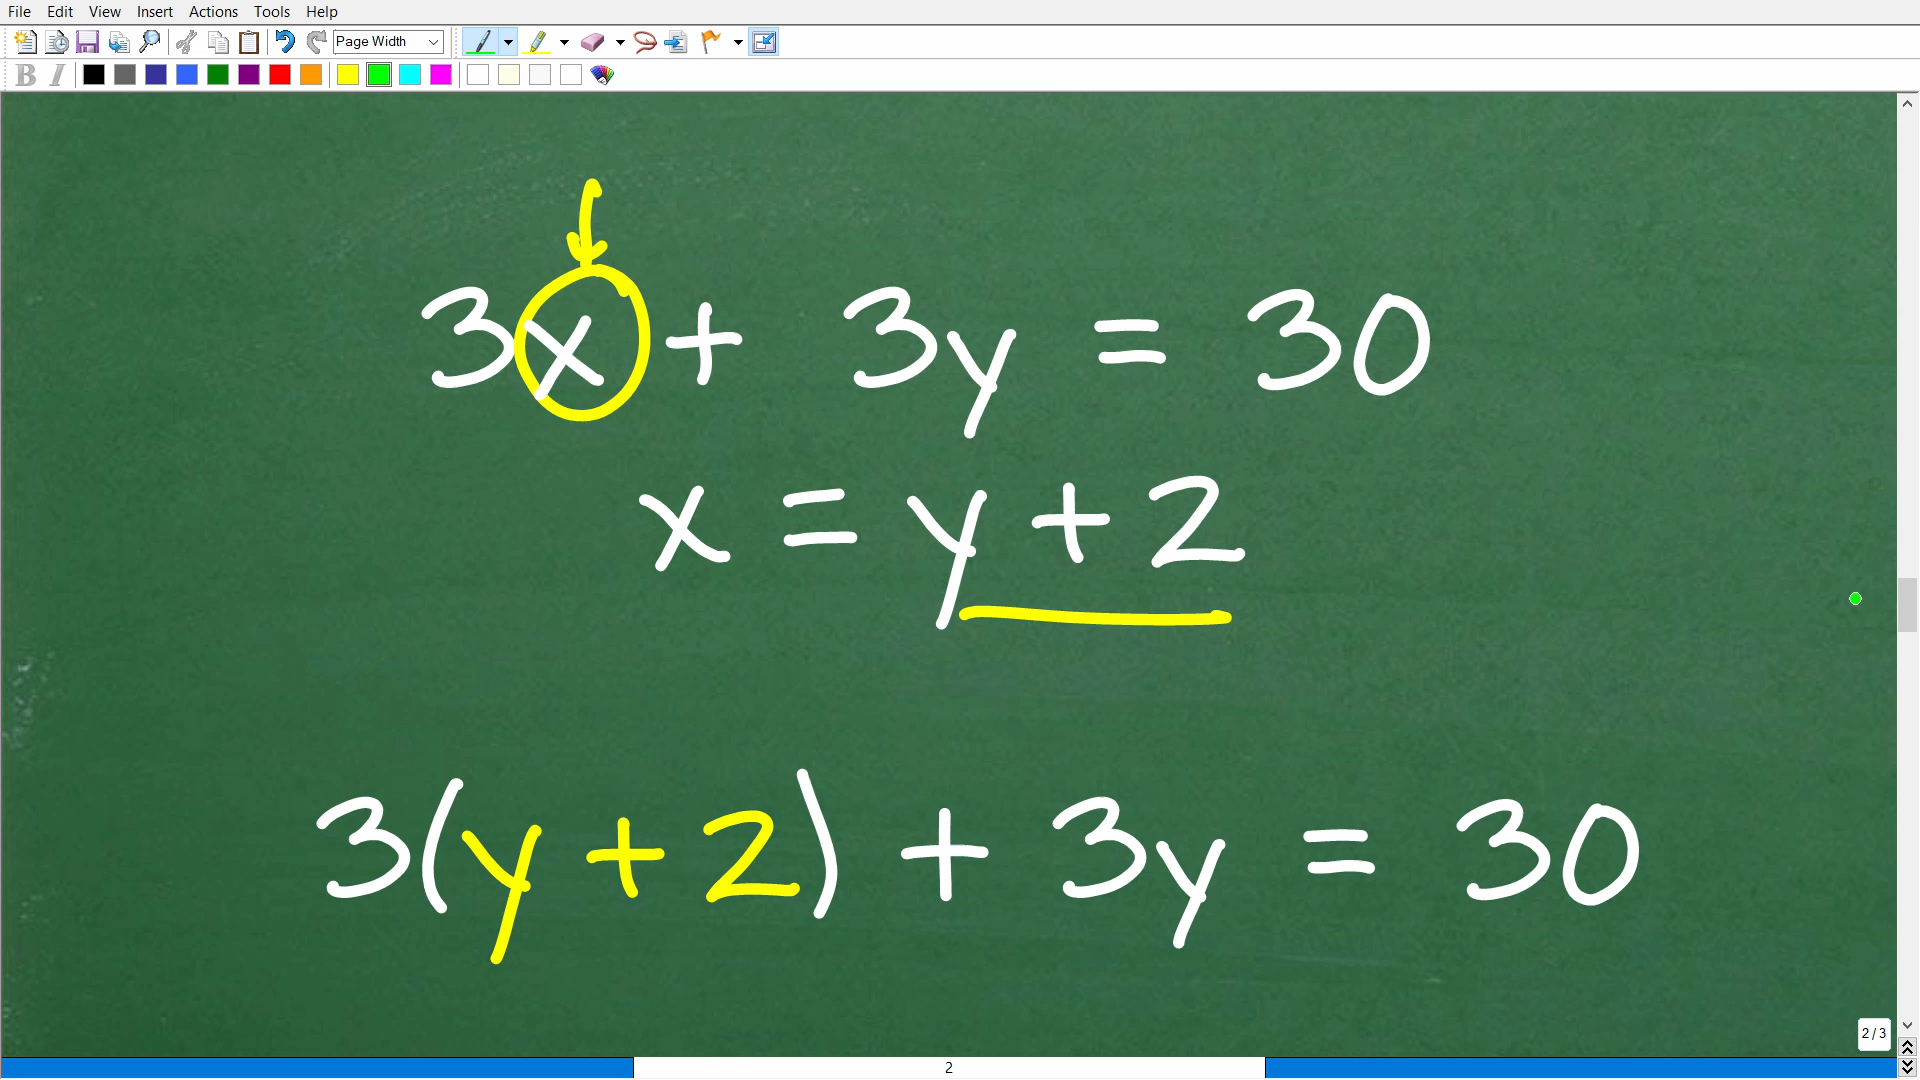 File Edit View Insert Actions Tools Help
Page Width
B I
3x + 3y = 30
x = y + 2
3(y + 2) + 3y = 30
2 / 3
2